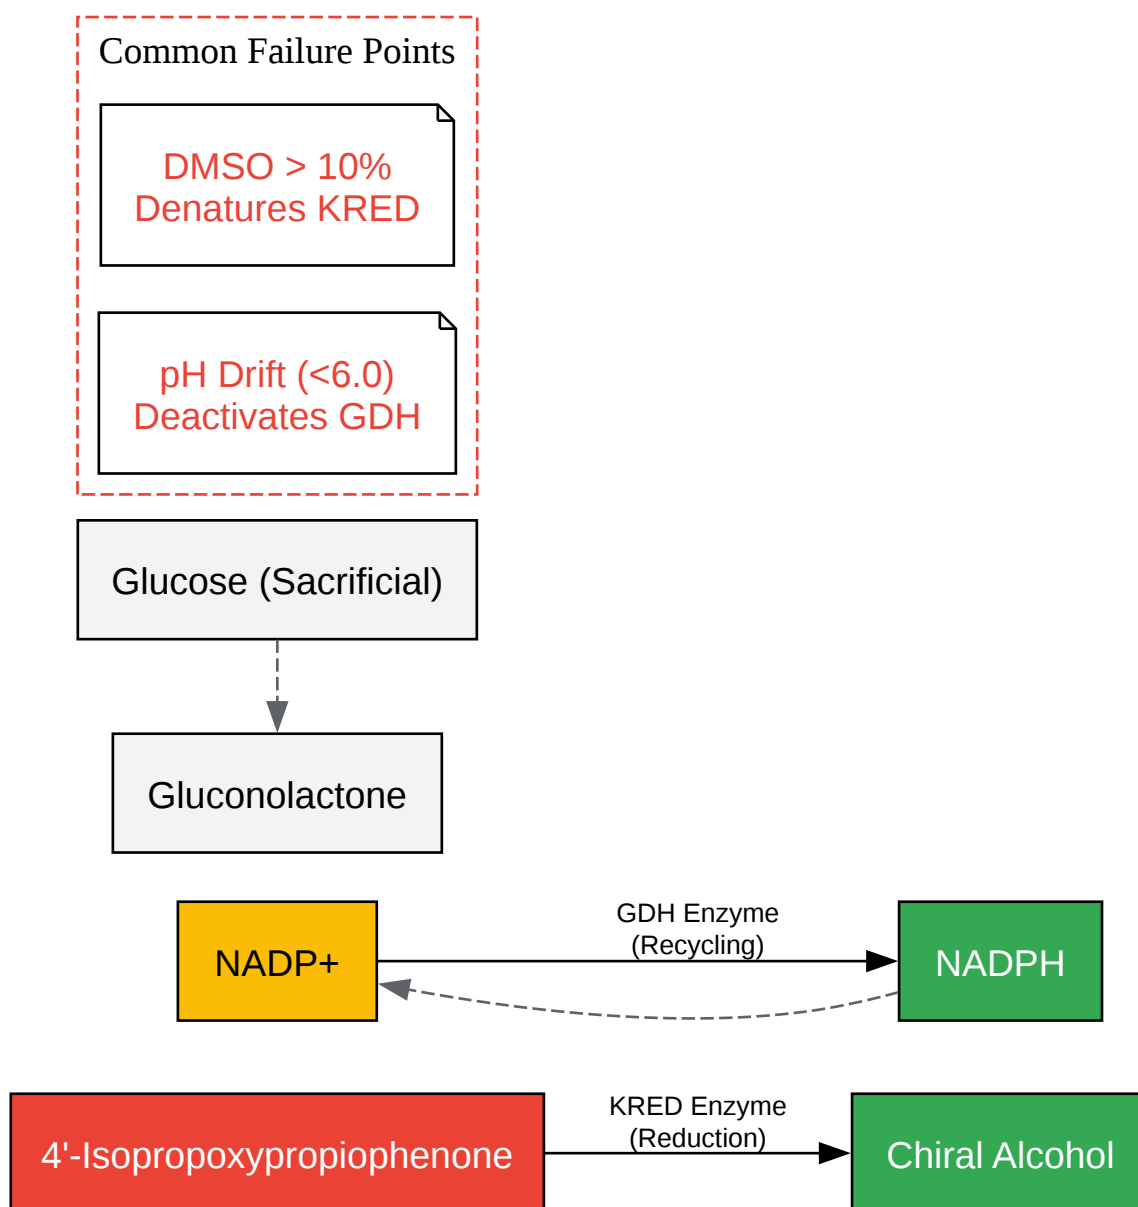 Common Failure Points
DMSO > 10%
Denatures KRED
pH Drift (<6.0)
Deactivates GDH
Glucose (Sacrificial)
Gluconolactone
NADP+
GDH Enzyme
(Recycling)
NADPH
4'-Isopropoxypropiophenone
KRED Enzyme
(Reduction)
Chiral Alcohol